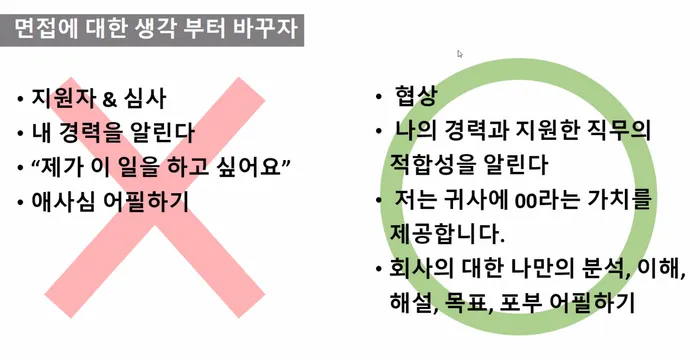 면접에 대한 생각 부터 바꾸자
• 지원자 & 심사
• 내 경력을 알린다
• “제가 이 일을 하고 싶어요”
• 애사심 어필하기
• 협상
• 나의 경력과 지원한 직무의
적합성을 알린다
• 저는 귀사에 00라는 가치를
제공합니다.
• 회사의 대한 나만의 분석, 이해,
해설, 목표, 포부 어필하기